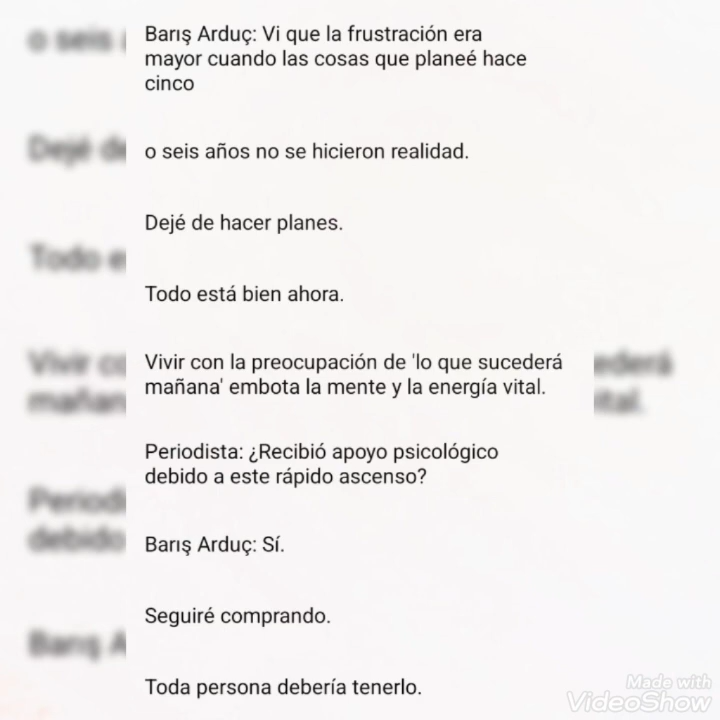 Barış Arduç: Vi que la frustración era
mayor cuando las cosas que planeé hace
cinco
o seis años no se hicieron realidad.
Dejé de hacer planes.
Todo está bien ahora.
Vivir con la preocupación de 'lo que sucederá
mañana' embota la mente y la energía vital.
Periodista: ¿Recibió apoyo psicológico
debido a este rápido ascenso?
Barış Arduç: Sí.
Seguiré comprando.
Toda persona debería tenerlo.
Made with
VideoShow